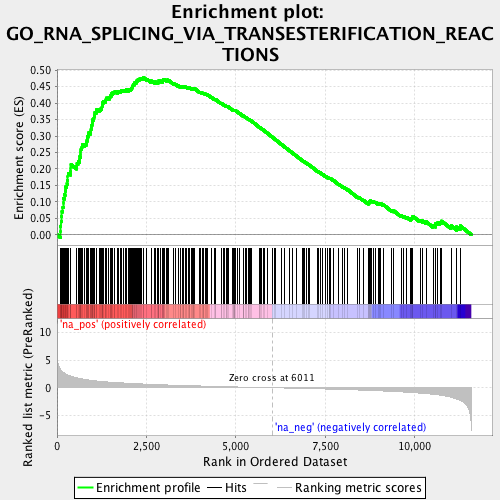 Enrichment plot:
GO_RNA_SPLICING_VIA_TRANSESTERIFICATION_REAC
TIONS
Enrichment score (ES)
0.50
0.45
0.40
0.35
0.30
0.25
0.20
0.15
0.10
0.05
0.00
'na_pos' (positively correlated)
Ranked list metric (PreRanked)
10
5
0
-5
Zero cross at 6011
'na_neg' (negatively correlated)
0
2,500
5,000
7,500
10,000
Rank in Ordered Dataset
Enrichment profile
Hits
Ranking metric scores